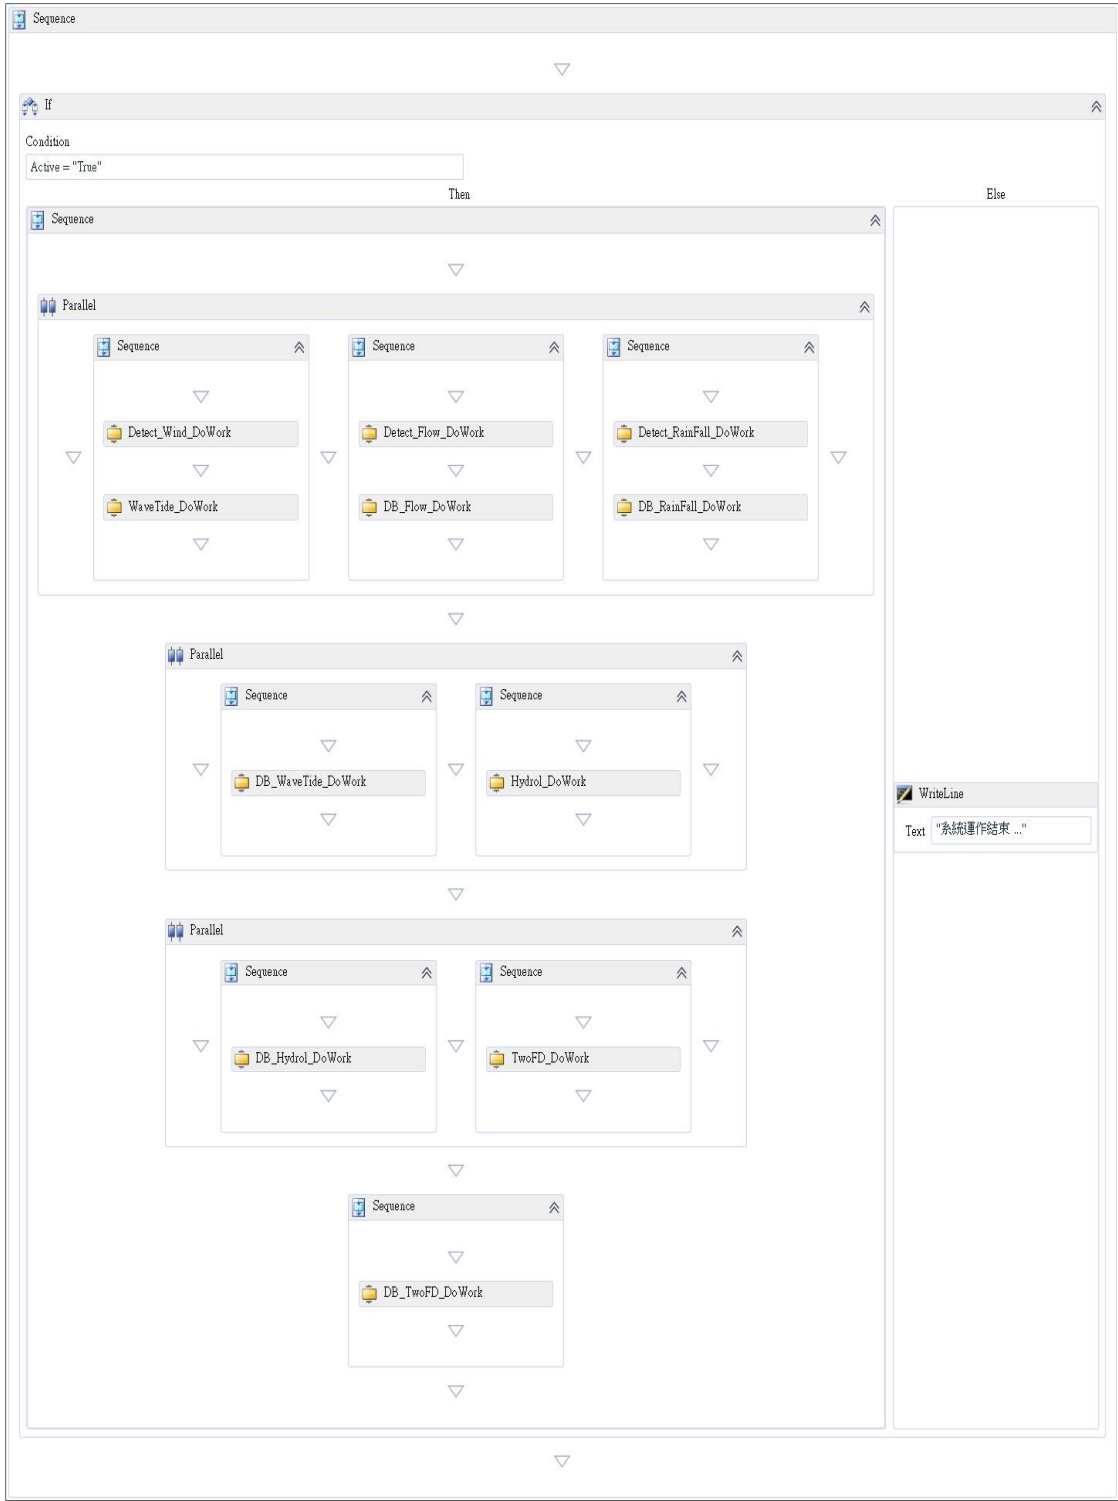 Sequence
If
Condition
Active = "True"
Then
Else
Sequence
Parallel
Sequence
Sequence
Sequence
Detect_Wind_DoWork
Detect_Flow_DoWork
Detect_RainFall_DoWork
WaveTide_DoWork
DB_Flow_DoWork
DB_RainFall_DoWork
Parallel
Sequence
Sequence
DB_WaveTide_DoWork
Hydrol_DoWork
WriteLine
Text "系統運作結束 ..."
Parallel
Sequence
Sequence
DB_Hydrol_DoWork
TwoFD_DoWork
Sequence
DB_TwoFD_DoWork